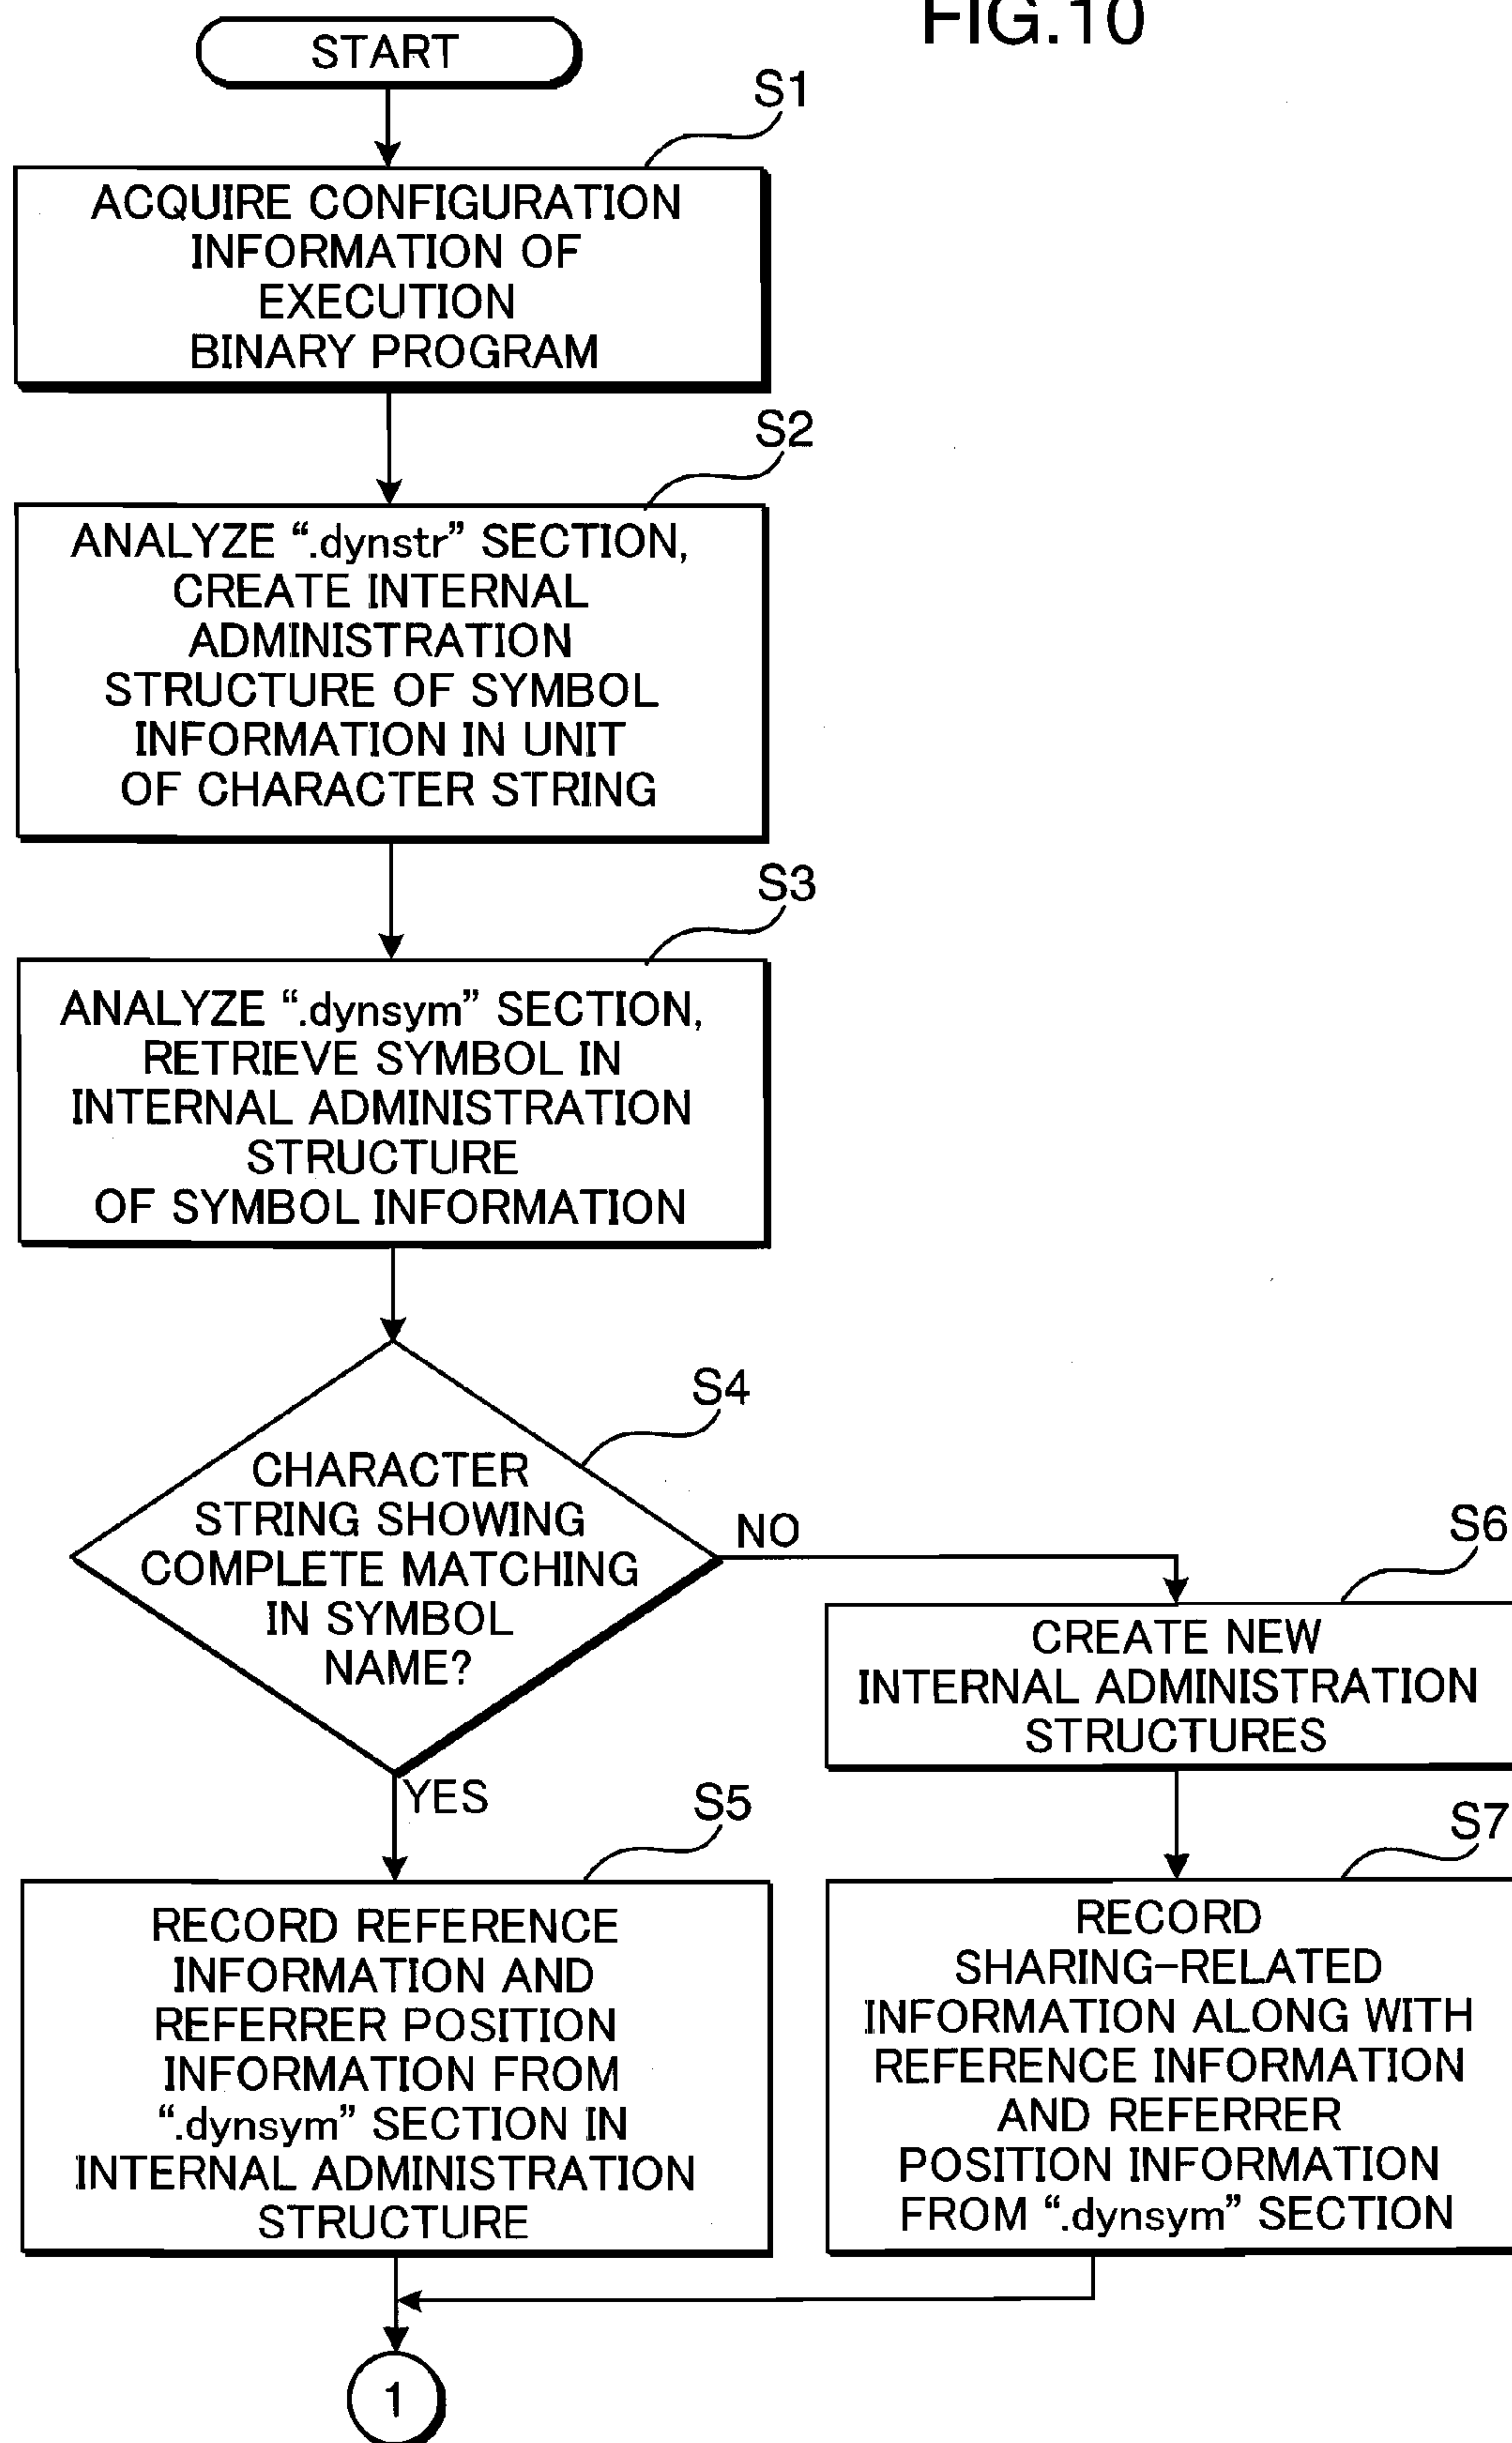 FIG.10
START
S1
ACQUIRE CONFIGURATION
INFORMATION OF
EXECUTION
BINARY PROGRAM
S2
ANALYZE “.dynstr” SECTION,
CREATE INTERNAL
ADMINISTRATION
STRUCTURE OF SYMBOL
INFORMATION IN UNIT
OF CHARACTER STRING
S3
ANALYZE “.dynsym” SECTION,
RETRIEVE SYMBOL IN
INTERNAL ADMINISTRATION
STRUCTURE
OF SYMBOL INFORMATION
S4
CHARACTER
STRING SHOWING
COMPLETE MATCHING
IN SYMBOL
NAME?
NO
YES
S6
CREATE NEW
INTERNAL ADMINISTRATION
STRUCTURES
S5
RECORD REFERENCE
INFORMATION AND
REFERRER POSITION
INFORMATION FROM
“.dynsym” SECTION IN
INTERNAL ADMINISTRATION
STRUCTURE
S7
RECORD
SHARING-RELATED
INFORMATION ALONG WITH
REFERENCE INFORMATION
AND REFERRER
POSITION INFORMATION
FROM “.dynsym” SECTION
1